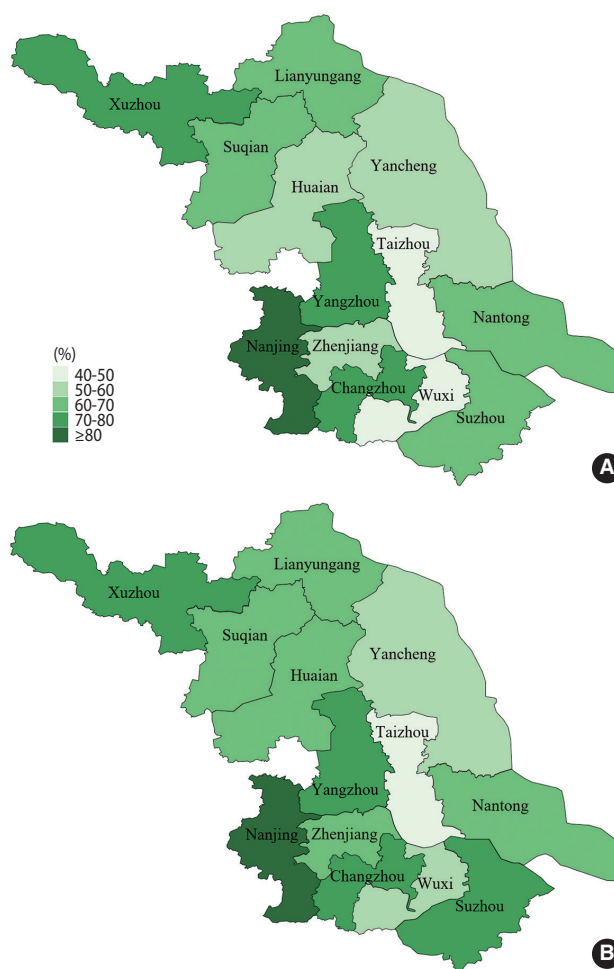 Lianyungang
Xuzhou
Suqian
Yancheng
Huaian
Taizhou
Yangzhou
Nantong
Nanjing
Zhenjiang
(%)
40-50
50-60
60-70
70-80
≥80
Changzhou
Wuxi
Suzhou
A
Lianyungang
Xuzhou
Suqian
Yancheng
Huaian
Taizhou
Yangzhou
Nantong
Nanjing
Zhenjiang
Changzhou
Wuxi
Suzhou
B